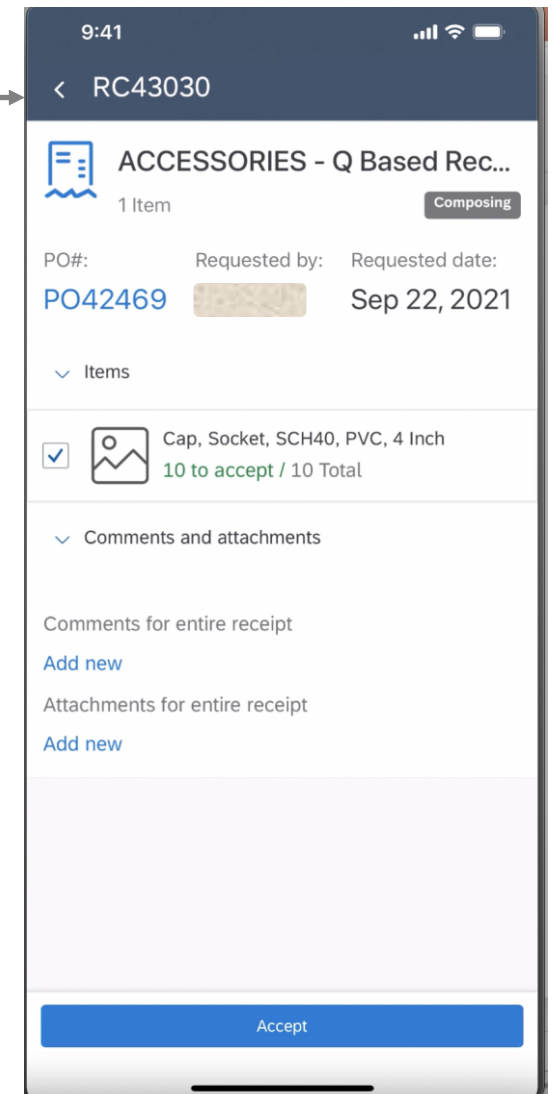 9:41
RC43030
ACCESSORIES - Q Based Rec...
1 Item
Composing
PO#: Requested by: Requested date:
PO42469 Sep 22, 2021
Items
Cap, Socket, SCH40, PVC, 4 Inch
10 to accept / 10 Total
Comments and attachments
Comments for entire receipt
Add new
Attachments for entire receipt
Add new
Accept